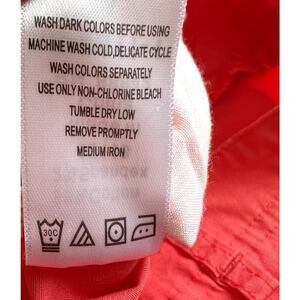 WASH DARK COLORS BEFORE USING
MACHINE WASH COLD,DELICATE CYCLE
WASH COLORS SEPARATELY
USE ONLY NON-CHLORINE BLEACH
TUMBLE DRY LOW
REMOVE PROMPTLY
MEDIUM IRON
30C